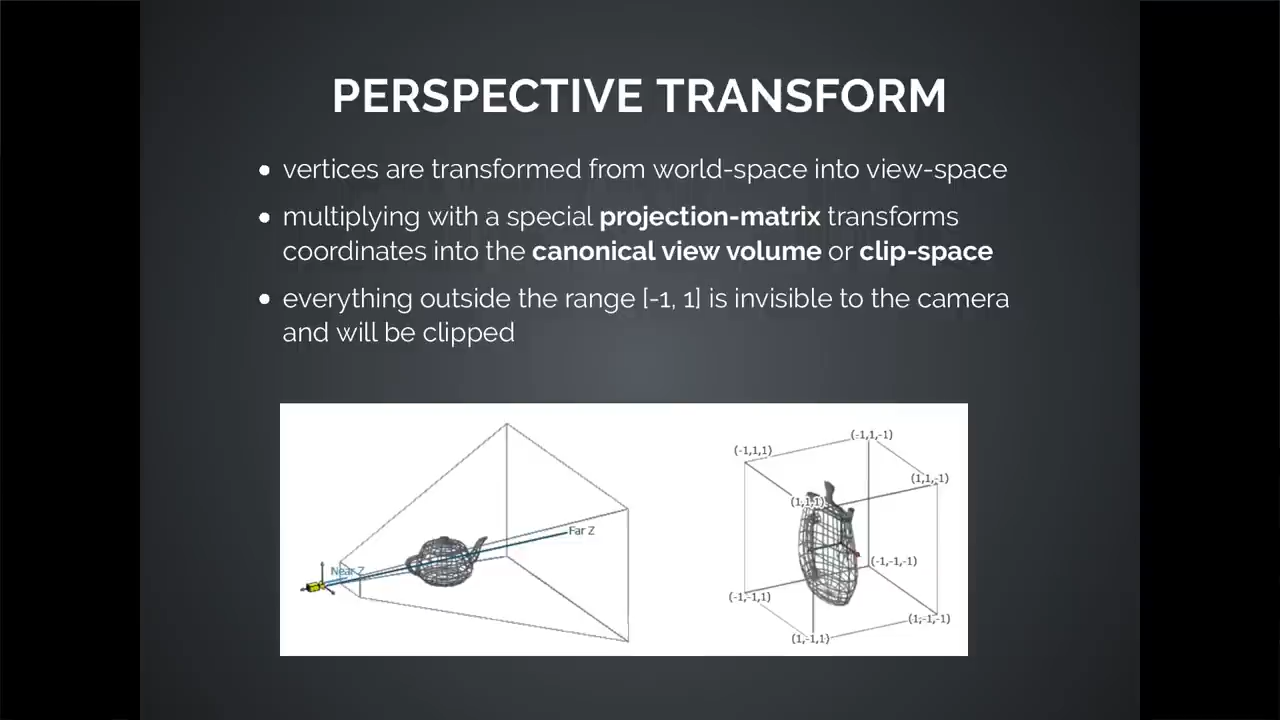 PERSPECTIVE TRANSFORM
• vertices are transformed from world-space into view-space
• multiplying with a special projection-matrix transforms
coordinates into the canonical view volume or clip-space
• everything outside the range [-1, 1] is invisible to the camera
and will be clipped
Far Z
Near Z
(-1,1,-1)
(-1,1,1)
(1,1,-1)
(1,1,1)
(-1,-1,-1)
(-1,-1,1)
(1,-1,-1)
(1,-1,1)